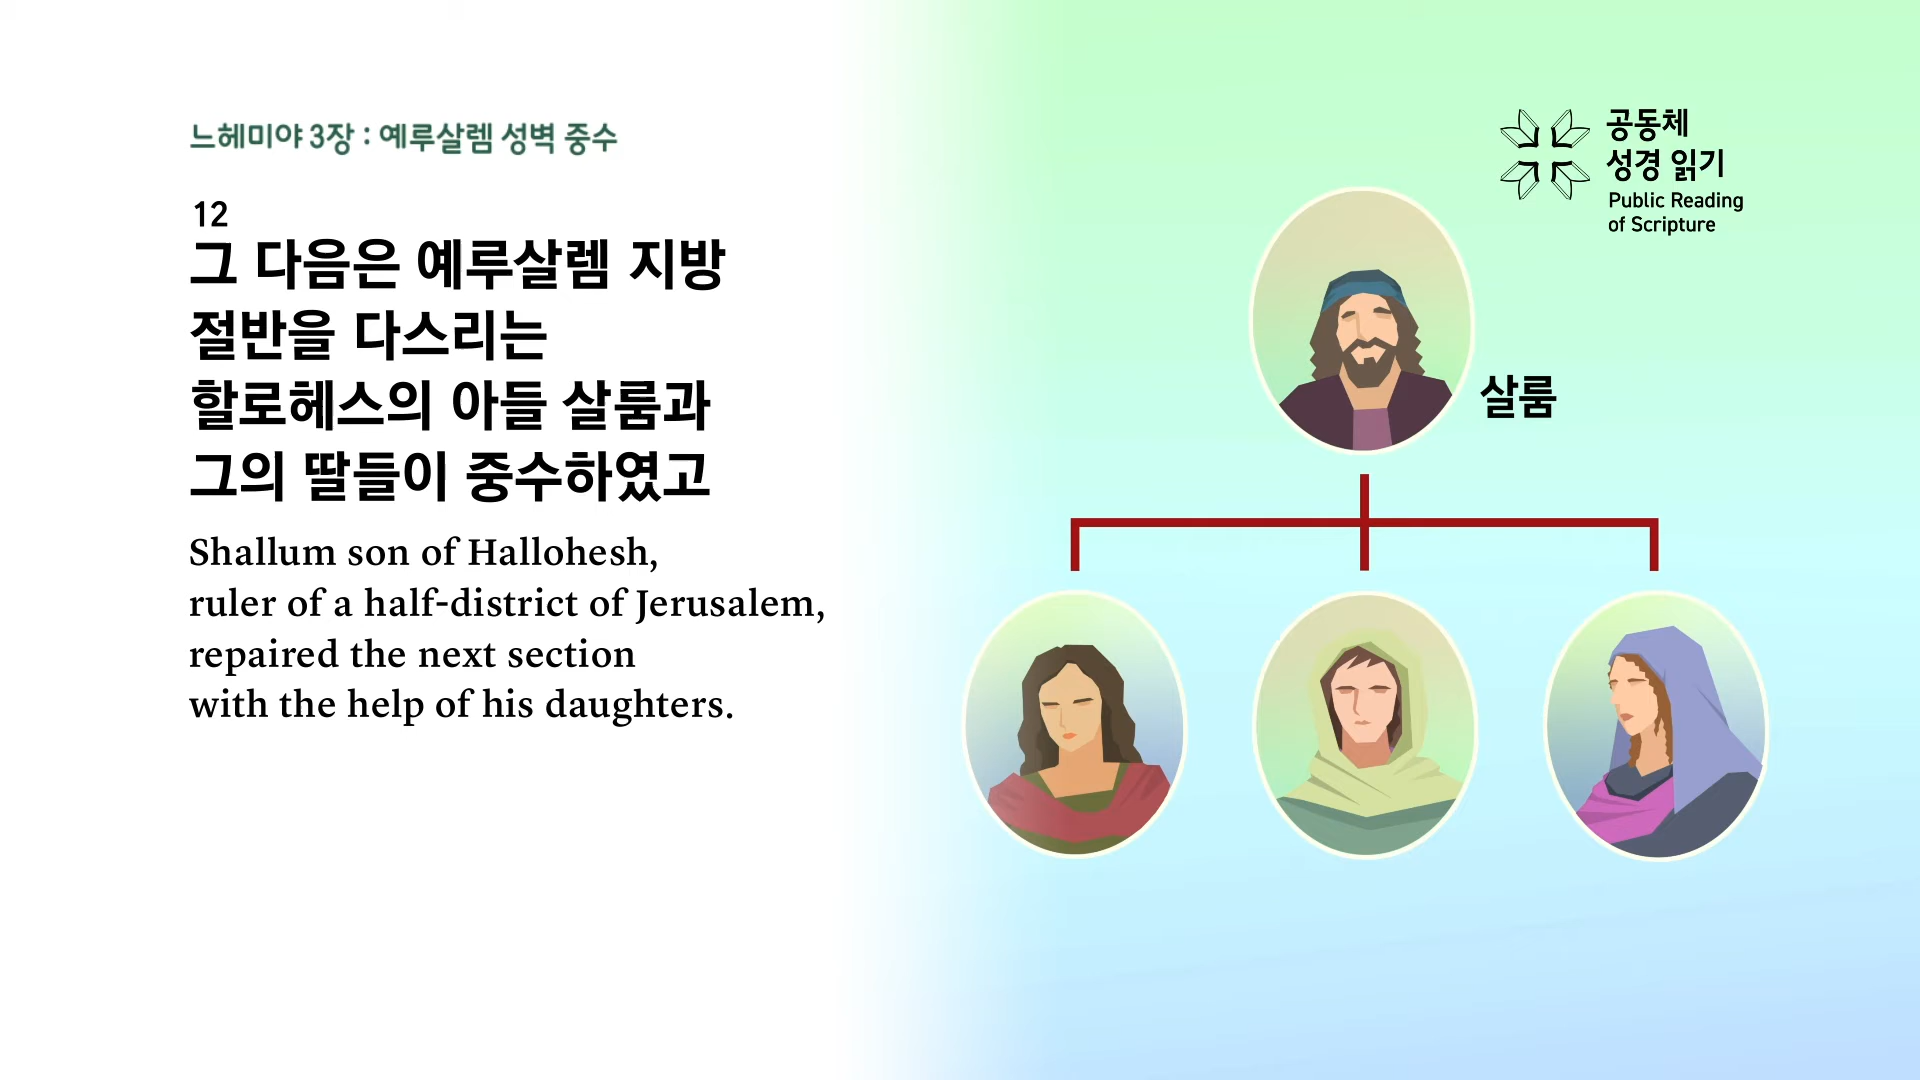 느헤미야 3장 : 예루살렘 성벽 중수
12
그 다음은 예루살렘 지방
절반을 다스리는
할로헤스의 아들 살룸과
그의 딸들이 중수하였고
Shallum son of Hallohesh,
ruler of a half-district of Jerusalem,
repaired the next section
with the help of his daughters.
공동체
성경 읽기
Public Reading
of Scripture
살룸